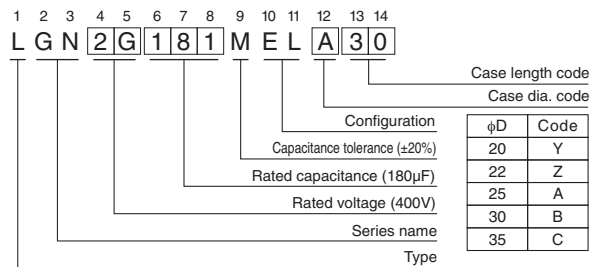 1 2 3 4 5 6 7 8 9 10 11 12 13 14
L G N 2 G 1 8 1 M E L A 3 0
Case length code
Case dia. code
Configuration
Capacitance tolerance (±20%)
Rated capacitance (180µF)
Rated voltage (400V)
Series name
Type
ϕD Code
20 Y
22 Z
25 A
30 B
35 C